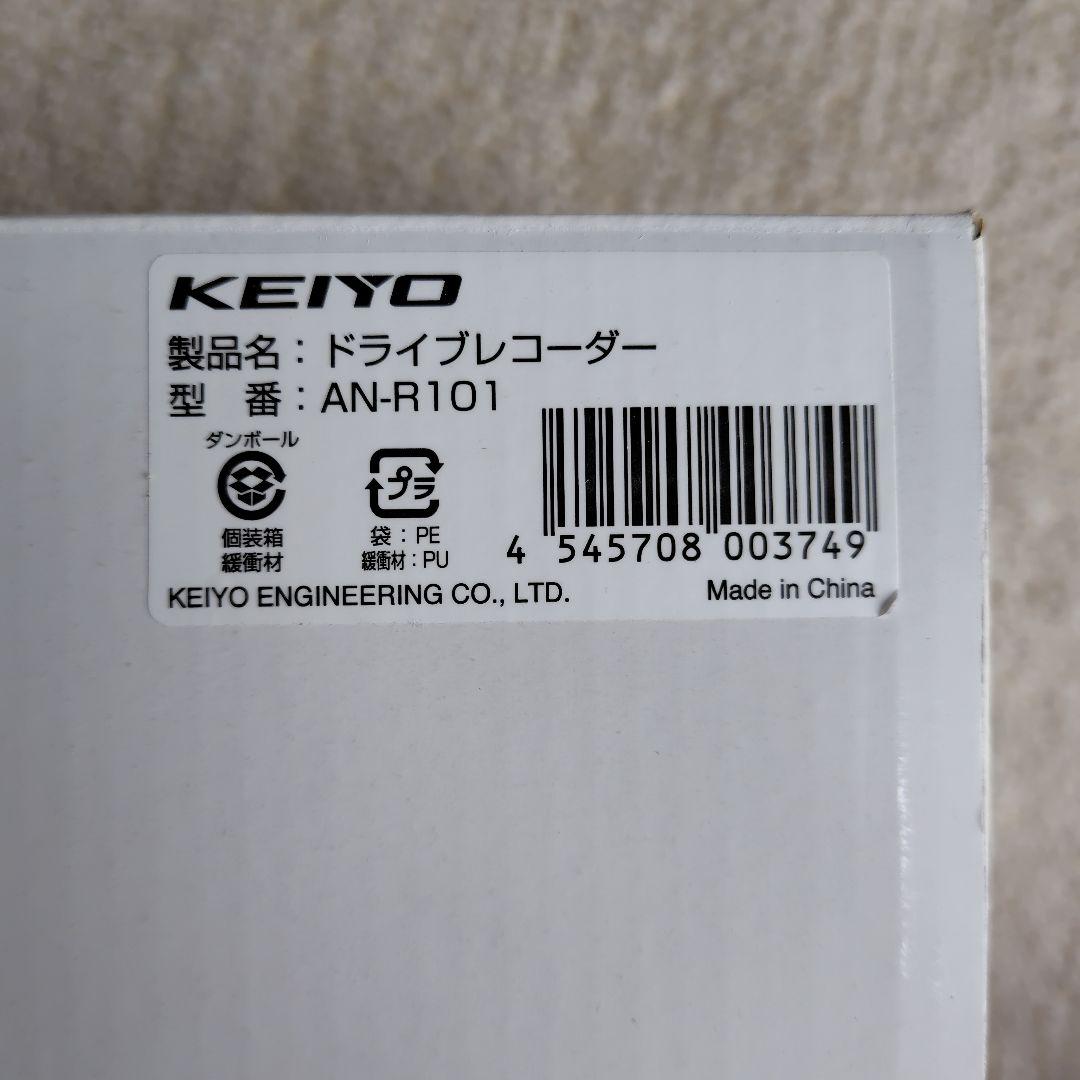 KEIYO
製品名：ドライブレコーダー
型　番：AN-R101
ダンボール
個装箱
緩衝材
プラ
袋：PE
緩衝材：PU
4 545708 003749
KEIYO ENGINEERING CO., LTD.
Made in China